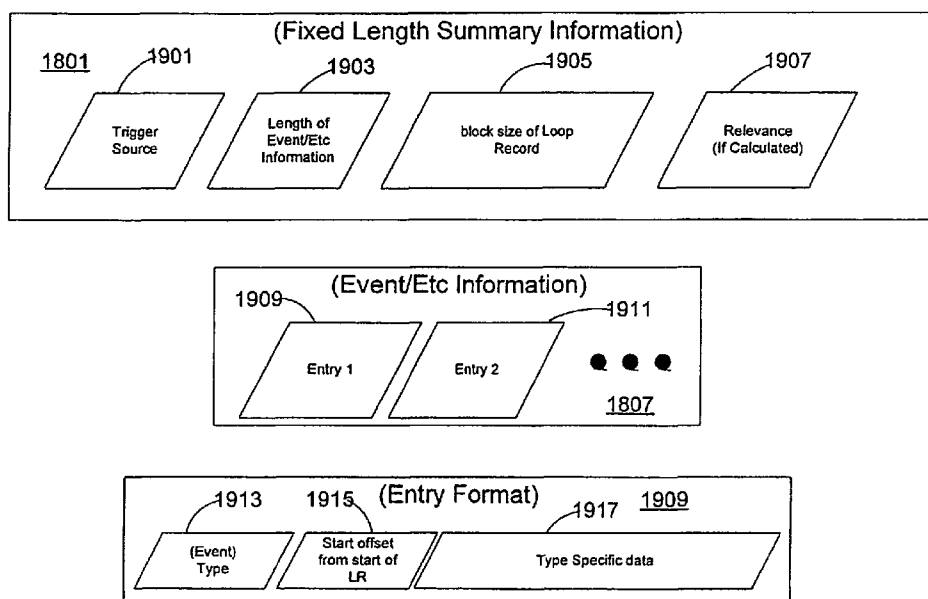 (Fixed Length Summary Information)
1801
1901
1903
1905
1907
Trigger
Source
Length of
Event/Etc
Information
block size of Loop
Record
Relevance
(If Calculated)
(Event/Etc Information)
1909
1911
Entry 1
Entry 2
1807
(Entry Format)
1913
1915
1917
1909
(Event)
Type
Start offset
from start of
LR
Type Specific data